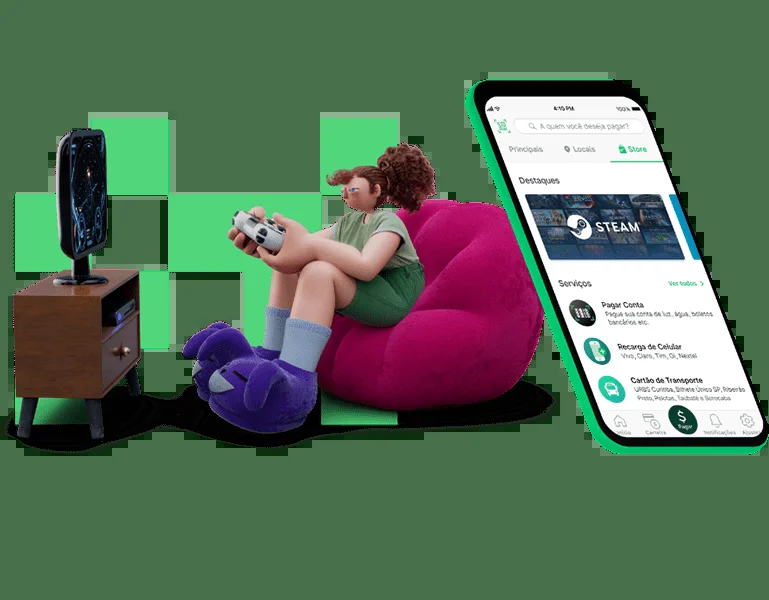 4:10 PM
100%
A quem você deseja pagar?
Principais
Locais
Store
Destaques
STEAM
Serviços
Ver todos
Pagar Conta
Pague sua conta de luz, água, boletos
bancários etc.
Recarga de Celular
Vivo, Claro, Tim, Oi, Nextel
Cartão de Transporte
URBS Curitiba, Bilhete Único SP, Ribeirão
Preto, Pelotas, Taubaté e Sorocaba
Início
Carteira
$
Pagar
Notificações
Ajustes